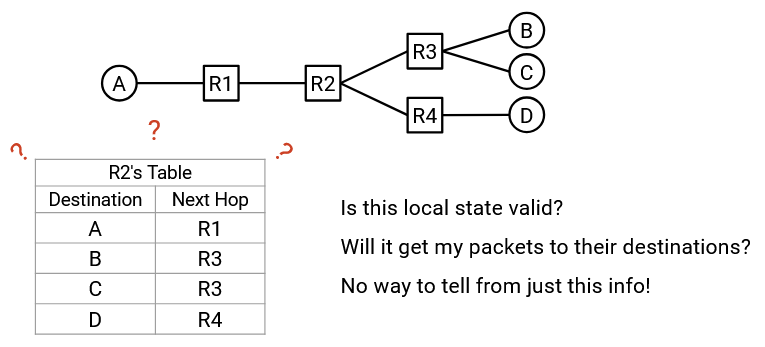 B
R3
A
R1
R2
C
R4
D
?
?
?
R2's Table
Destination Next Hop
A R1
B R3
C R3
D R4
Is this local state valid?
Will it get my packets to their destinations?
No way to tell from just this info!